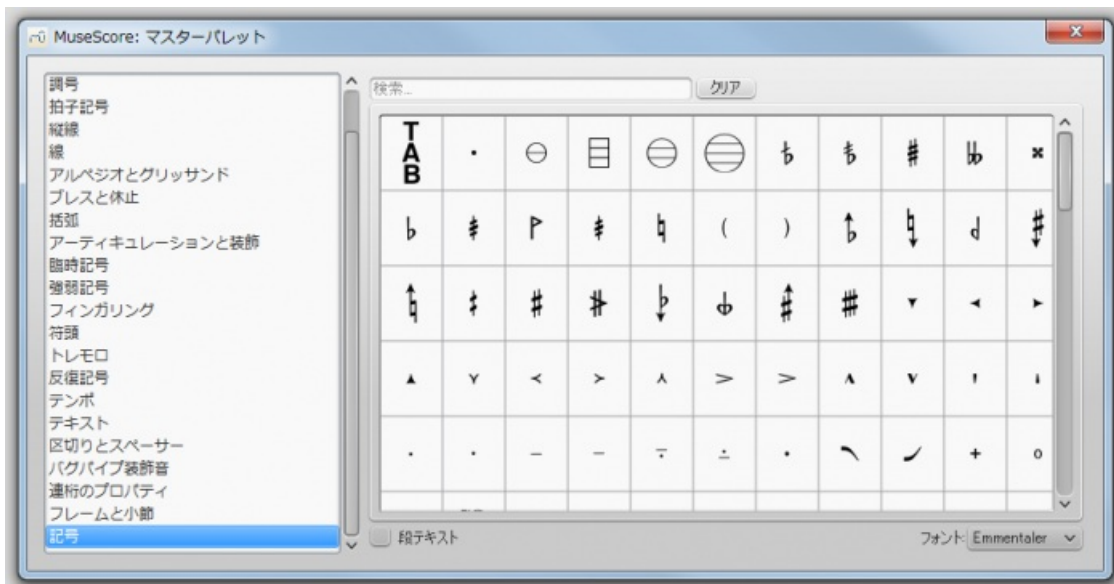 MuseScore: マスターパレット
調号
拍子記号
縦線
線
アルペジオとグリッサンド
ブレスと休止
括弧
アーティキュレーションと装飾
臨時記号
強弱記号
フィンガリング
符頭
トレモロ
反復記号
テンポ
テキスト
区切りとスペーサー
バグパイプ装飾音
連桁のプロパティ
フレームと小節
記号
検索...
クリア
TAB
段テキスト
フォント: Emmentaler